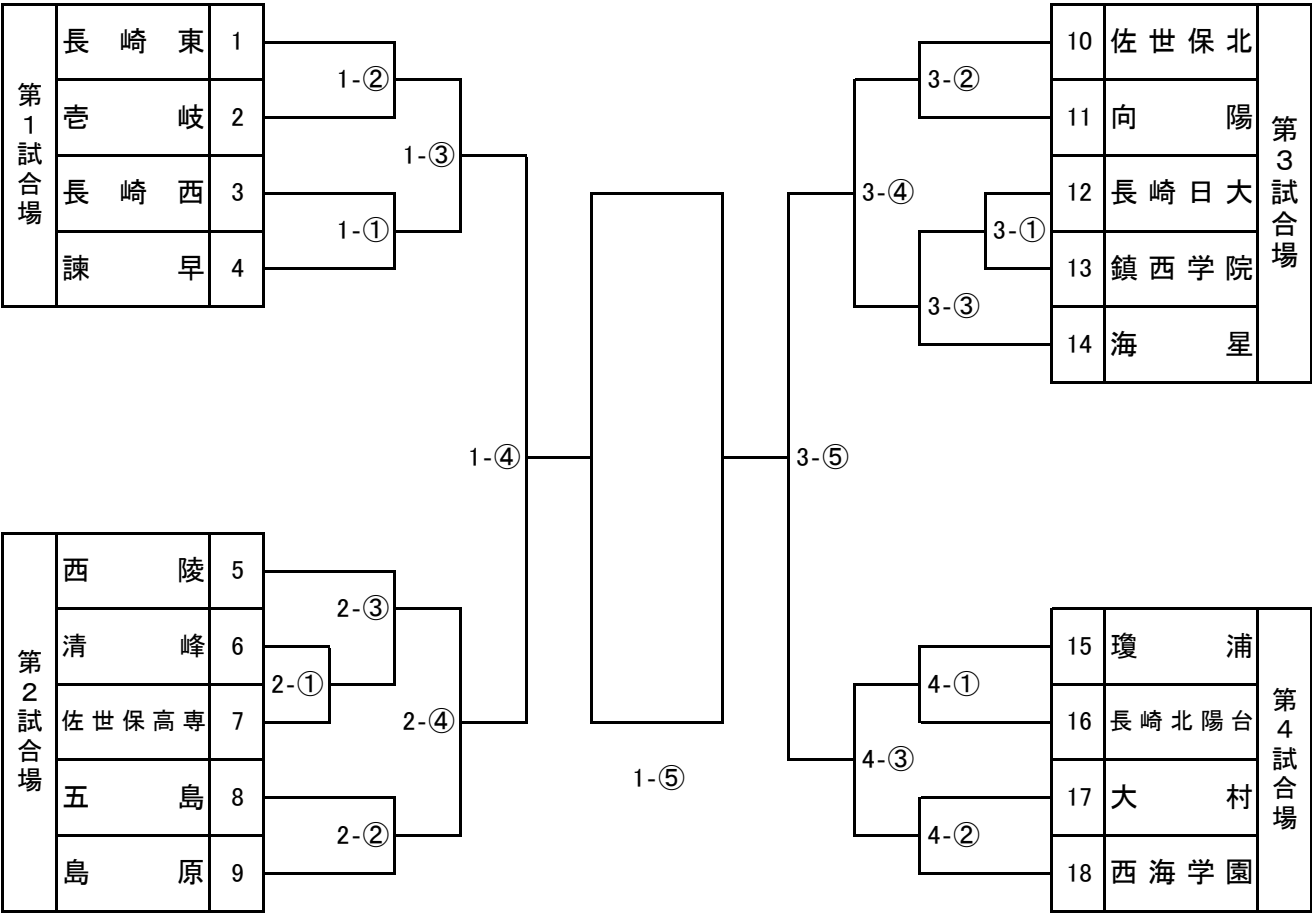 第1試合場
長崎東 1
壱岐 2
長崎西 3
諫早 4
1-②
1-①
1-③
第2試合場
西陵 5
清峰 6
佐世保高専 7
五島 8
島原 9
2-③
2-①
2-②
2-④
1-④
1-⑤
第3試合場
10 佐世保北
11 向陽
12 長崎日大
13 鎮西学院
14 海星
3-②
3-①
3-③
3-④
3-⑤
第4試合場
15 瓊浦
16 長崎北陽台
17 大村
18 西海学園
4-①
4-②
4-③